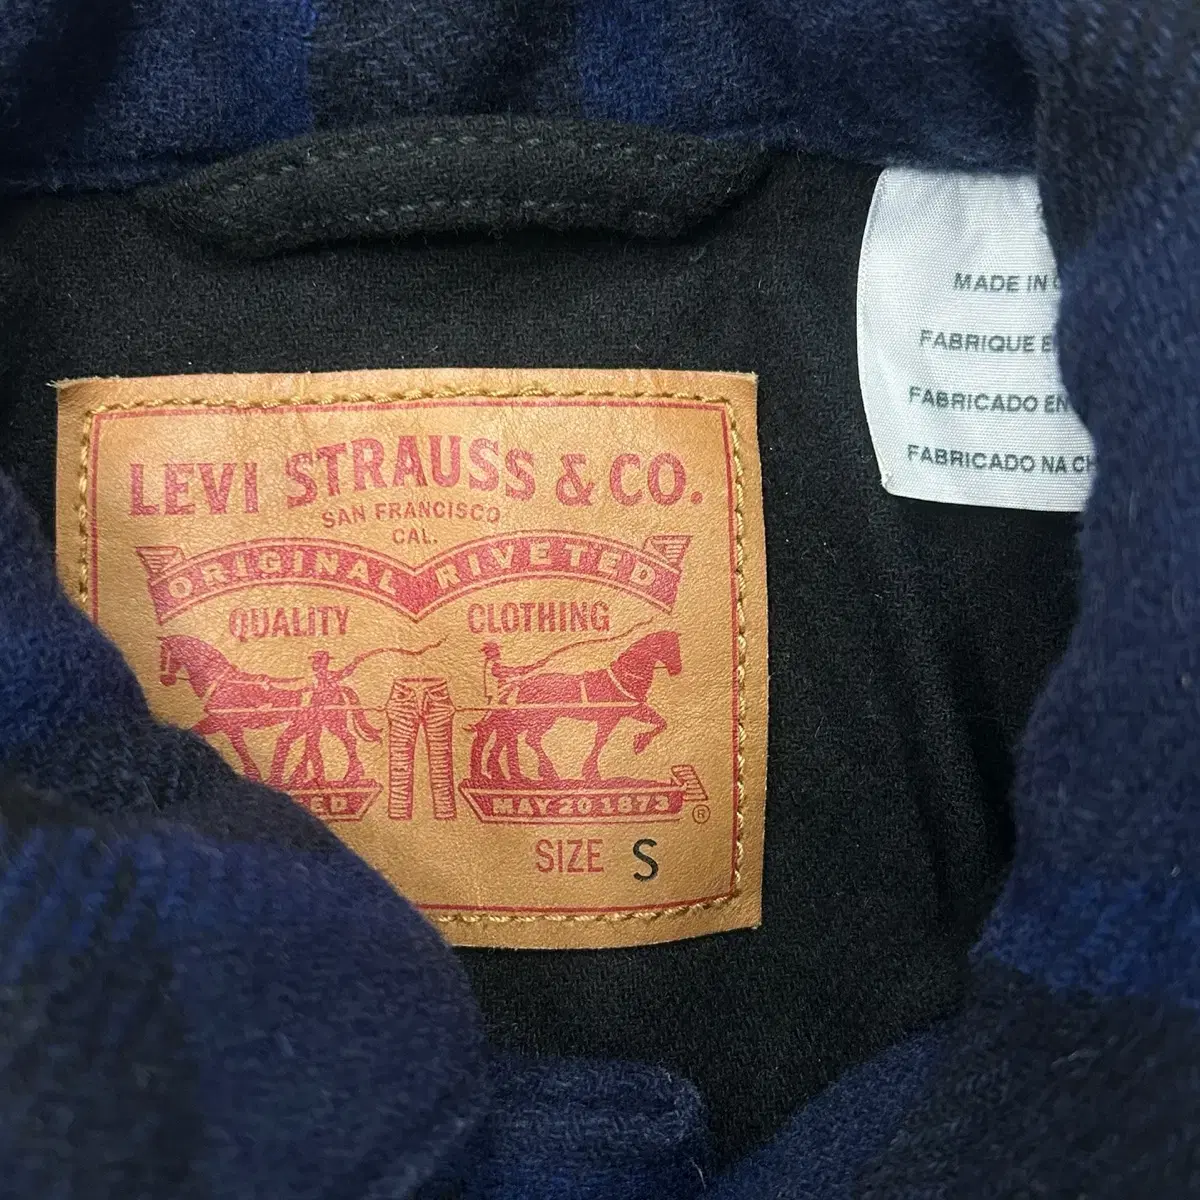 LEVI STRAUSS & CO.
SAN FRANCISCO
CAL.
ORIGINAL RIVETED
QUALITY CLOTHING
MAY 20 1873
®
SIZE S
MADE IN
FABRIQUE
FABRICADO EN
FABRICADO NA